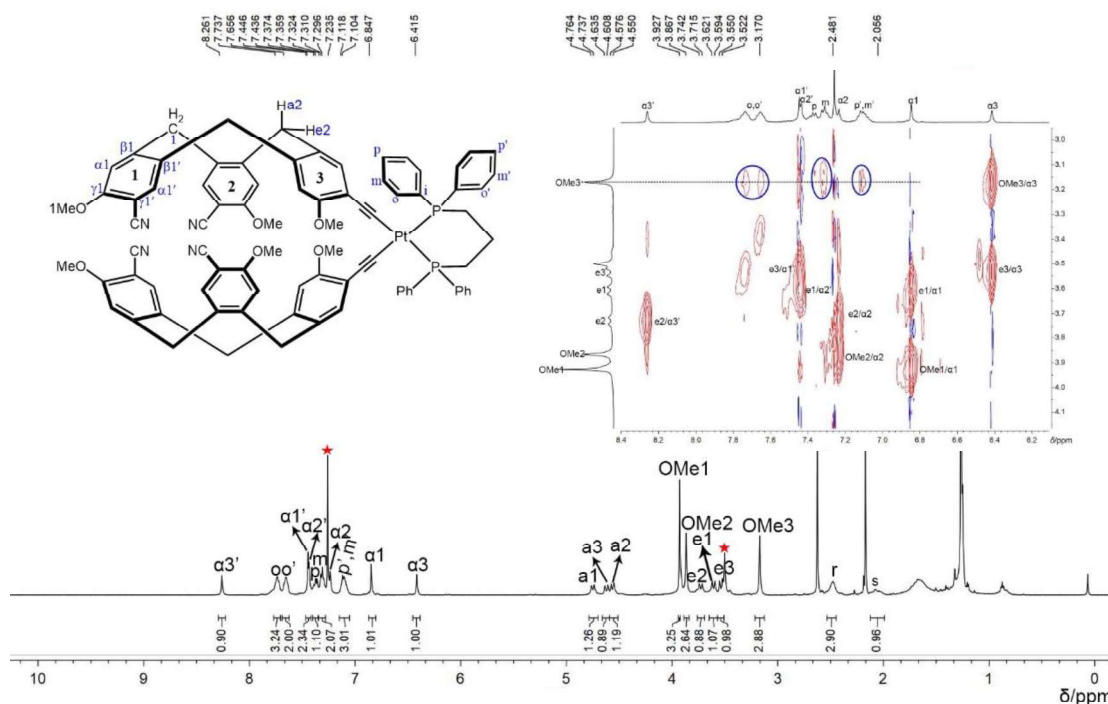 8.261 7.737 7.656 7.446 7.436 7.374 7.359 7.324 7.310 7.296 7.235 7.118 7.104 6.847 6.415
4.764 4.737 4.635 4.608 4.576 4.550 3.927 3.867 3.742 3.715 3.621 3.594 3.550 3.522 3.170 2.481 2.056
α3' o,o' α1' α2' p m α2 p',m' α1 α3
H a2
H2
C
i
H e2
β1
α1
1
β1'
2
3
γ1
α1'
1MeO
γ1'
CN
NC
OMe
OMe
CN
NC
OMe
OMe
MeO
p
m
o
i
p'
m'
o'
P
Pt
P
Ph
Ph
OMe3
OMe3/α3
e3
e3/α1'
e3/α3
e1
e1/α2'
e1/α1
e2
e2/α3'
e2/α2
OMe2
OMe2/α2
OMe1
OMe1/α1
3.0
3.1
3.2
3.3
3.4
3.5
3.6
3.7
3.8
3.9
4.0
4.1
8.4 8.2 8.0 7.8 7.6 7.4 7.2 7.0 6.8 6.6 6.4 6.2 δ/ppm
δ/ppm
α3' oo' α1' α2' p m α2 p',m α1 α3
a1 a3 a2 OMe1 OMe2 e2 e1 e3 OMe3 r s
0.90 3.24 2.00 2.34 1.10 2.07 3.01 1.01 1.00 1.26 0.89 1.19 3.25 2.64 0.88 1.07 0.98 2.88 2.90 0.96
10 9 8 7 6 5 4 3 2 1 0
δ/ppm